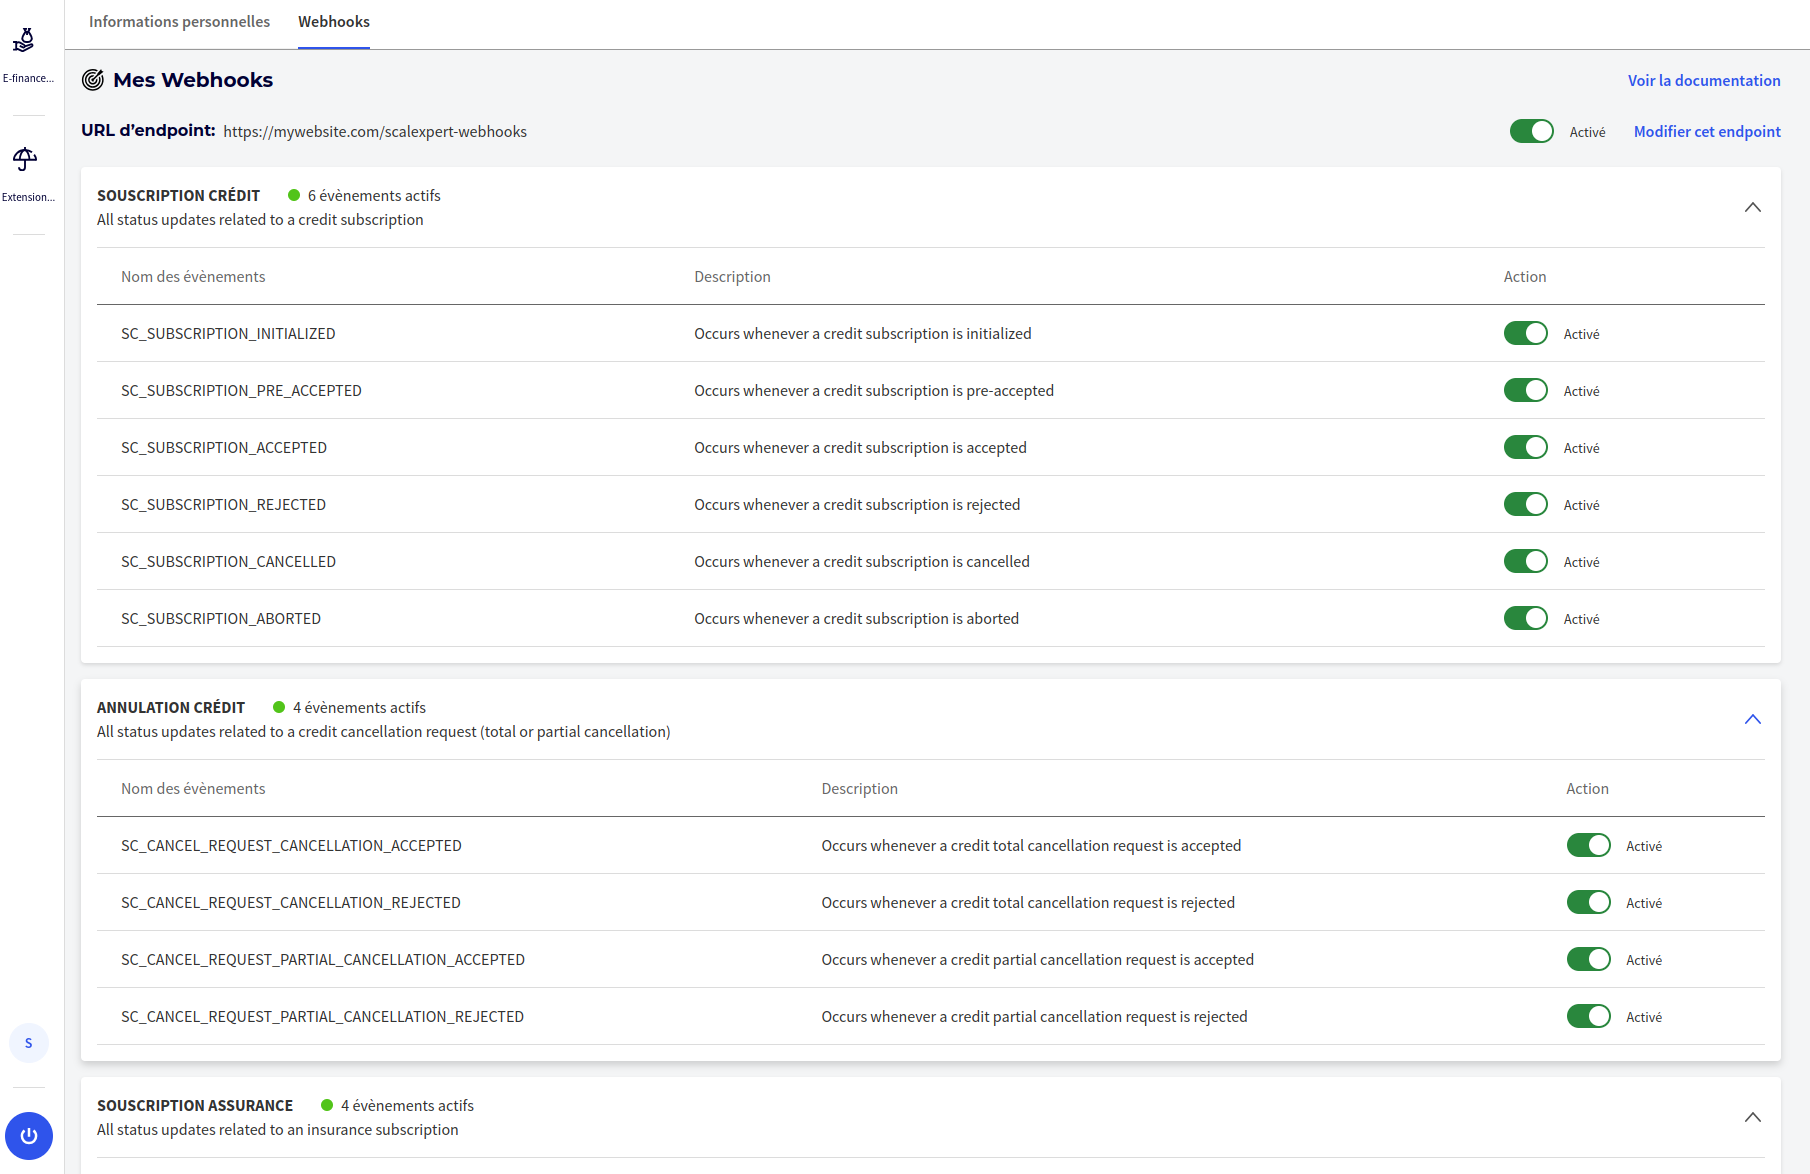 Informations personnelles Webhooks
E-finance...
Mes Webhooks Voir la documentation
URL d’endpoint: https://mywebsite.com/scalexpert-webhooks Activé Modifier cet endpoint
Extension...
SOUSCRIPTION CRÉDIT 6 évènements actifs
All status updates related to a credit subscription
Nom des évènements Description Action
SC_SUBSCRIPTION_INITIALIZED Occurs whenever a credit subscription is initialized Activé
SC_SUBSCRIPTION_PRE_ACCEPTED Occurs whenever a credit subscription is pre-accepted Activé
SC_SUBSCRIPTION_ACCEPTED Occurs whenever a credit subscription is accepted Activé
SC_SUBSCRIPTION_REJECTED Occurs whenever a credit subscription is rejected Activé
SC_SUBSCRIPTION_CANCELLED Occurs whenever a credit subscription is cancelled Activé
SC_SUBSCRIPTION_ABORTED Occurs whenever a credit subscription is aborted Activé
ANNULATION CRÉDIT 4 évènements actifs
All status updates related to a credit cancellation request (total or partial cancellation)
Nom des évènements Description Action
SC_CANCEL_REQUEST_CANCELLATION_ACCEPTED Occurs whenever a credit total cancellation request is accepted Activé
SC_CANCEL_REQUEST_CANCELLATION_REJECTED Occurs whenever a credit total cancellation request is rejected Activé
SC_CANCEL_REQUEST_PARTIAL_CANCELLATION_ACCEPTED Occurs whenever a credit partial cancellation request is accepted Activé
SC_CANCEL_REQUEST_PARTIAL_CANCELLATION_REJECTED Occurs whenever a credit partial cancellation request is rejected Activé
S
SOUSCRIPTION ASSURANCE 4 évènements actifs
All status updates related to an insurance subscription